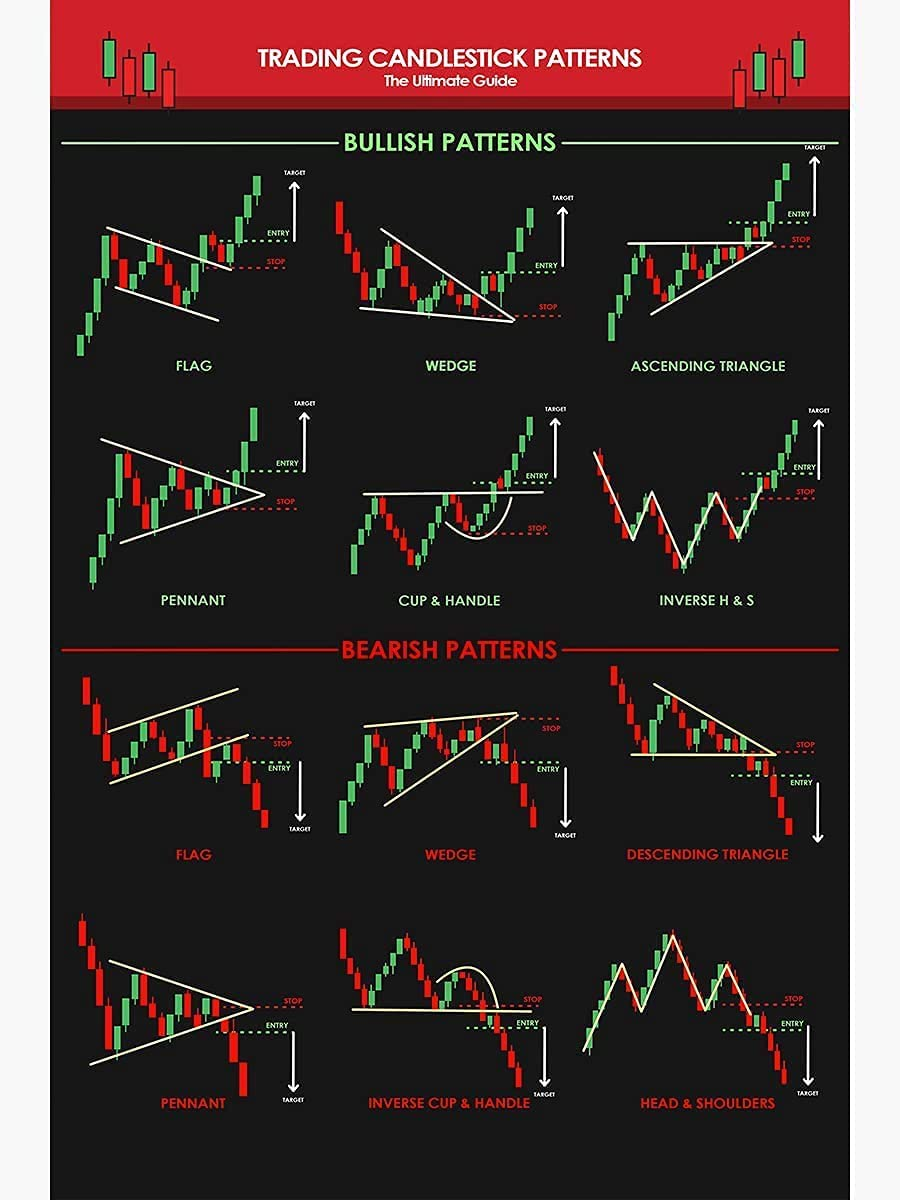 TRADING CANDLESTICK PATTERNS
The Ultimate Guide
BULLISH PATTERNS
TARGET
ENTRY
STOP
FLAG
TARGET
ENTRY
STOP
WEDGE
TARGET
ENTRY
STOP
ASCENDING TRIANGLE
TARGET
ENTRY
STOP
PENNANT
TARGET
ENTRY
STOP
CUP & HANDLE
TARGET
ENTRY
STOP
INVERSE H & S
BEARISH PATTERNS
STOP
ENTRY
TARGET
FLAG
STOP
ENTRY
TARGET
WEDGE
STOP
ENTRY
DESCENDING TRIANGLE
STOP
ENTRY
TARGET
PENNANT
STOP
ENTRY
TARGET
INVERSE CUP & HANDLE
STOP
ENTRY
TARGET
HEAD & SHOULDERS